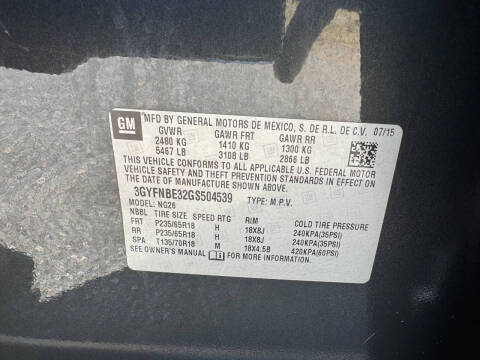 GM
MFD BY GENERAL MOTORS DE MEXICO, S. DE R.L. DE C.V. 07/15
GVWR GAWR FRT GAWR RR
2480 KG 1410 KG 1300 KG
5467 LB 3108 LB 2866 LB
THIS VEHICLE CONFORMS TO ALL APPLICABLE U.S. FEDERAL MOTOR
VEHICLE SAFETY AND THEFT PREVENTION STANDARDS IN EFFECT ON
THE DATE OF MANUFACTURE SHOWN ABOVE.
3GYFNBE32GS504539 TYPE: M.P.V.
MODEL: NG26
NBBL TIRE SIZE SPEED RTG RIM COLD TIRE PRESSURE
FRT P235/65R18 H 18X8J 240KPA(35PSI)
RR P235/65R18 H 18X8J 240KPA(35PSI)
SPA T135/70R18 M 18X4.5B 420KPA(60PSI)
SEE OWNER'S MANUAL FOR MORE INFORMATION